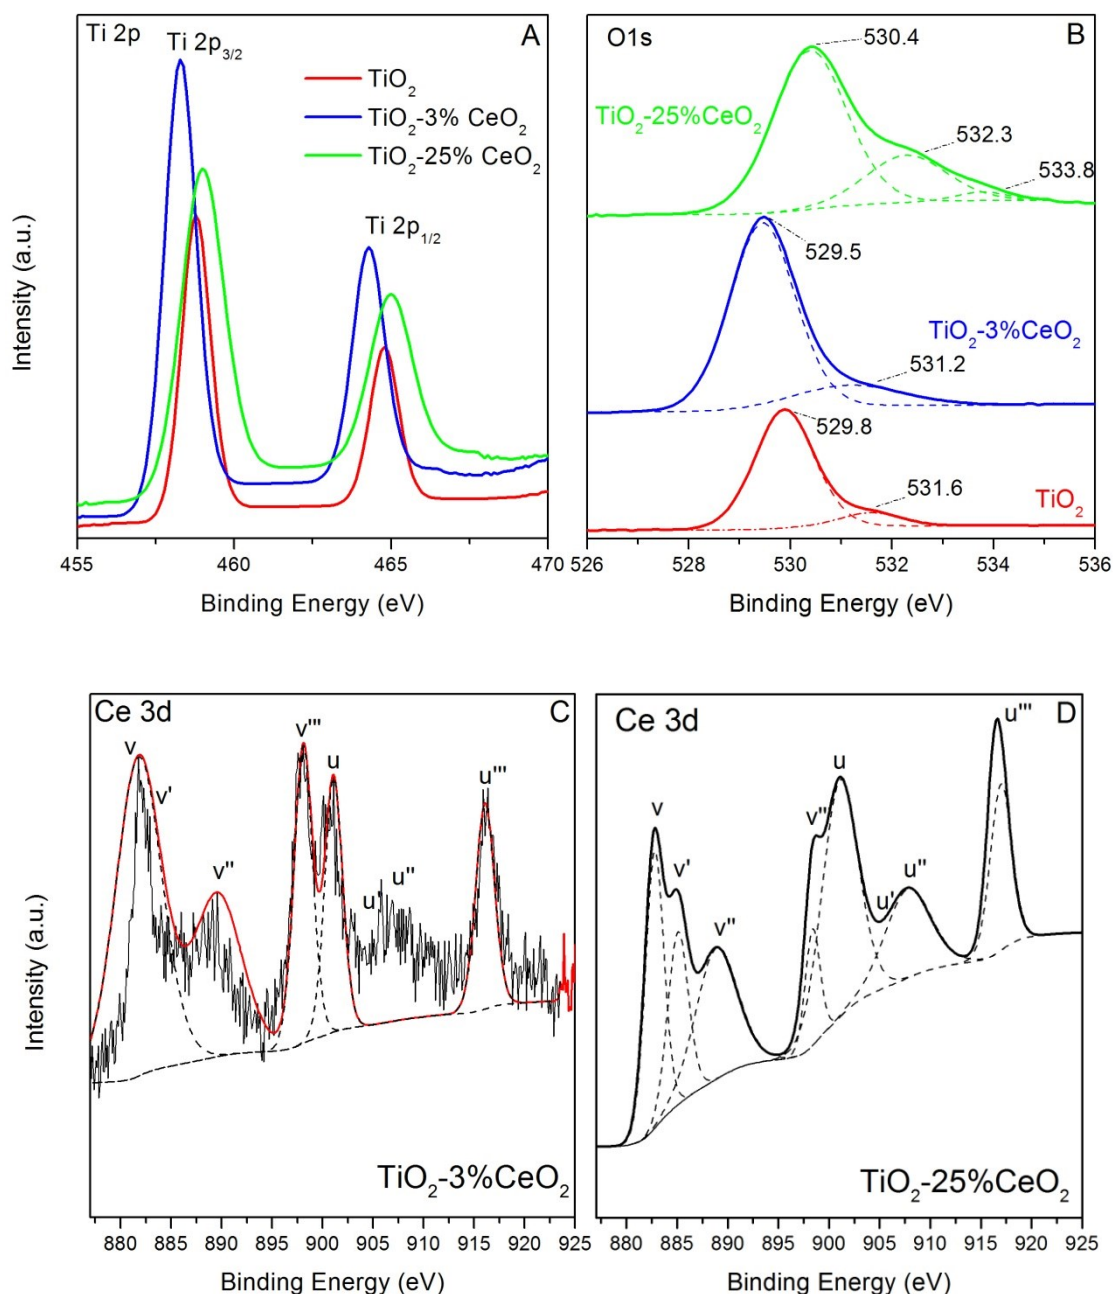 Ti 2p
Ti 2p3/2
A
TiO2
TiO2-3% CeO2
TiO2-25% CeO2
Ti 2p1/2
Intensity (a.u.)
455
460
465
470
Binding Energy (eV)
O1s
B
530.4
TiO2-25%CeO2
532.3
533.8
529.5
TiO2-3%CeO2
531.2
529.8
531.6
TiO2
526
528
530
532
534
536
Binding Energy (eV)
Ce 3d
C
v
v'
v''
v'''
u
u'
u''
u'''
TiO2-3%CeO2
Intensity (a.u.)
880
885
890
895
900
905
910
915
920
925
Binding Energy (eV)
Ce 3d
D
v
v'
v''
v''
u
u'
u''
u'''
TiO2-25%CeO2
880
885
890
895
900
905
910
915
920
925
Binding Energy (eV)